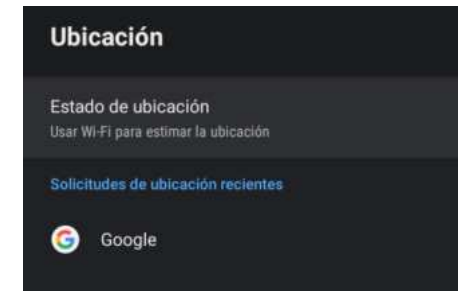 Ubicación
Estado de ubicación
Usar Wi-Fi para estimar la ubicación
Solicitudes de ubicación recientes
Google